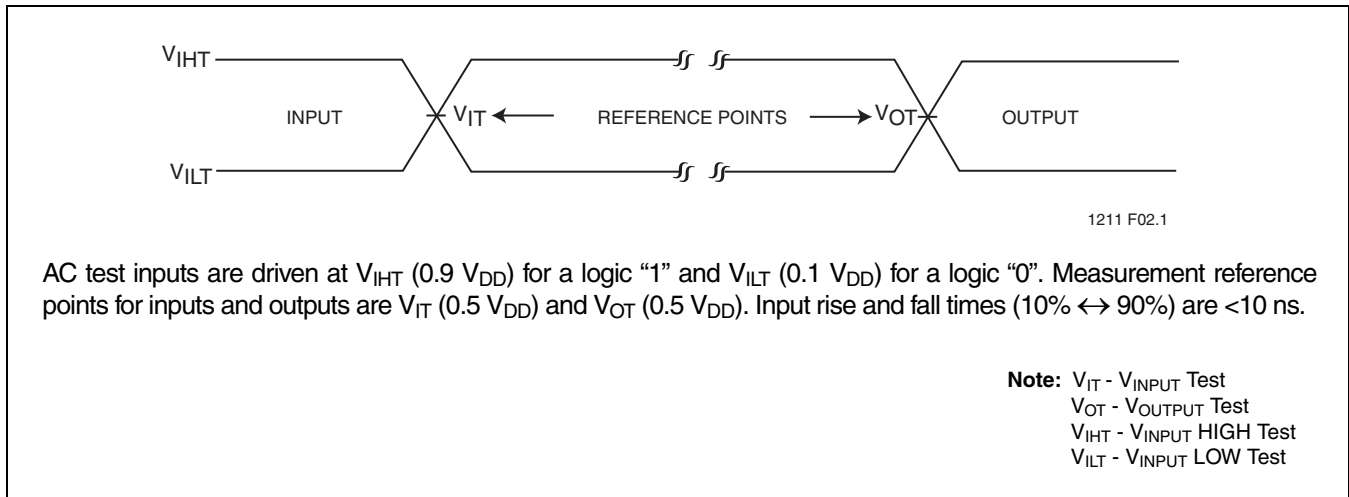 VIHT
INPUT VIT REFERENCE POINTS VOT OUTPUT
VILT
1211 F02.1
AC test inputs are driven at VIHT (0.9 VDD) for a logic “1” and VILT (0.1 VDD) for a logic “0”. Measurement reference
points for inputs and outputs are VIT (0.5 VDD) and VOT (0.5 VDD). Input rise and fall times (10% ↔ 90%) are <10 ns.
Note: VIT - VINPUT Test
VOT - VOUTPUT Test
VIHT - VINPUT HIGH Test
VILT - VINPUT LOW Test